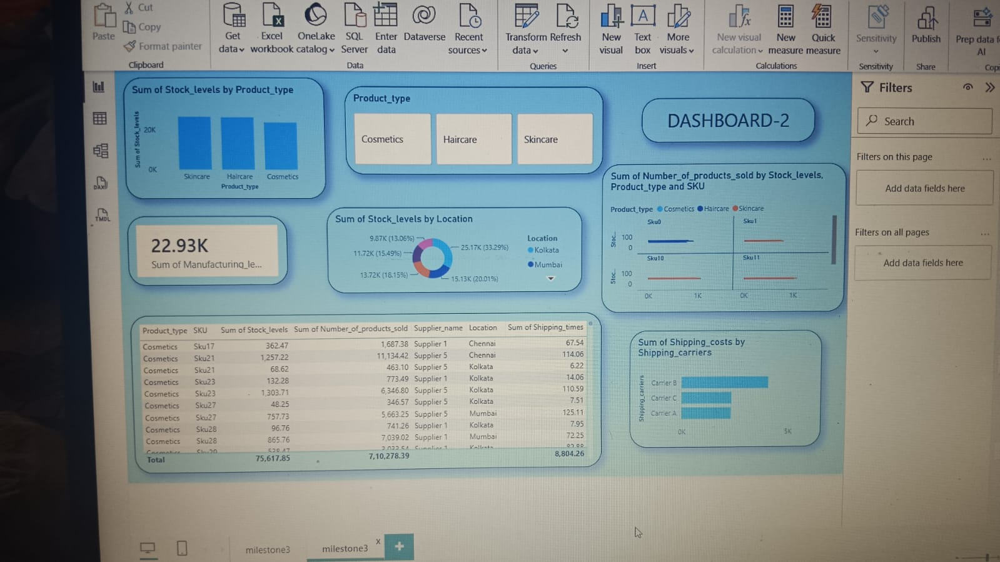 Paste
Cut
Copy
Format painter
Clipboard
Get data
Excel workbook
OneLake catalog
SQL Server
Enter data
Dataverse
Recent sources
Data
Transform data
Refresh
Queries
New visual
Text box
More visuals
Insert
New visual calculation
New measure
Quick measure
Calculations
Sensitivity
Sensitivity
Publish
Share
Prep data
AI
DAX
TMDL
Sum of Stock_levels by Product_type
Sum of Stock_levels
20K
0K
Skincare Haircare Cosmetics
Product_type
Product_type
Cosmetics Haircare Skincare
DASHBOARD-2
22.93K
Sum of Manufacturing_le...
Sum of Stock_levels by Location
9.87K (13.06%)
11.72K (15.49%)
13.72K (18.15%)
25.17K (33.29%)
15.13K (20.01%)
Location
Kolkata
Mumbai
Sum of Number_of_products_sold by Stock_levels,
Product_type and SKU
Product_type Cosmetics Haircare Skincare
Sku0 Sku1
Stoc...
100
0
Sku10 Sku11
Stoc...
100
0
0K 1K 0K 1K
Product_type SKU Sum of Stock_levels Sum of Number_of_products_sold Supplier_name Location Sum of Shipping_times
Cosmetics Sku17 362.47 1,687.38 Supplier 1 Chennai 67.54
Cosmetics Sku21 1,257.22 11,134.42 Supplier 5 Chennai 114.06
Cosmetics Sku21 68.62 463.10 Supplier 5 Kolkata 6.22
Cosmetics Sku23 132.28 773.49 Supplier 1 Kolkata 14.06
Cosmetics Sku23 1,303.71 6,346.80 Supplier 5 Kolkata 110.59
Cosmetics Sku27 48.25 346.57 Supplier 5 Kolkata 7.51
Cosmetics Sku27 757.73 5,663.25 Supplier 5 Mumbai 125.11
Cosmetics Sku28 96.76 741.26 Supplier 1 Kolkata 7.95
Cosmetics Sku28 865.76 7,039.02 Supplier 1 Mumbai 72.25
Total 75,617.85 7,10,278.39 8,804.26
Sum of Shipping_costs by
Shipping_carriers
Shipping_carriers
Carrier B
Carrier C
Carrier A
0K 5K
Filters
Search
Filters on this page ...
Add data fields here
Filters on all pages ...
Add data fields here
milestone3
milestone3 x
+